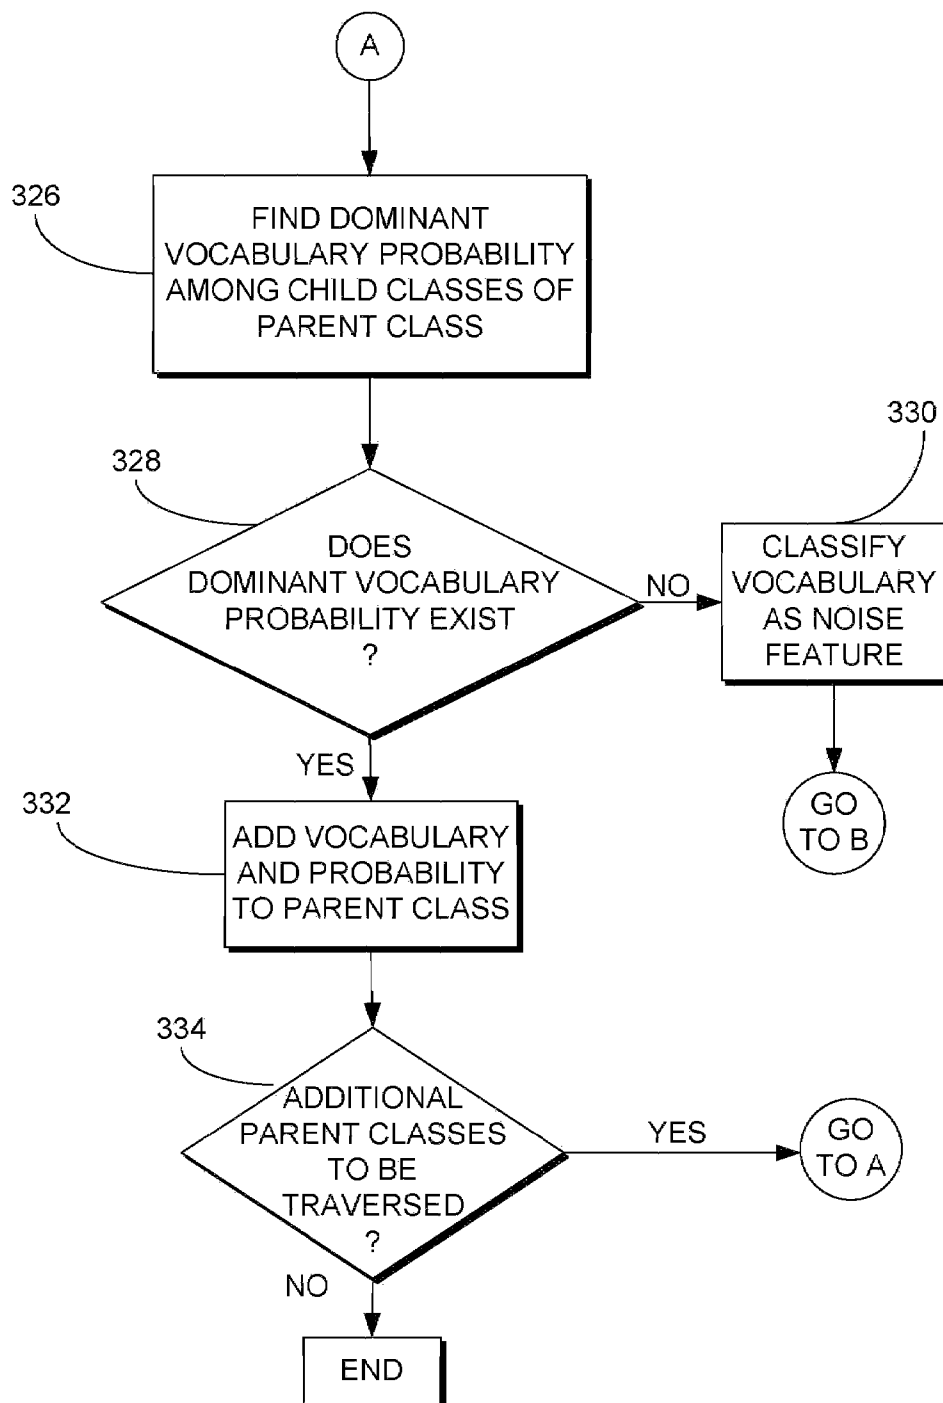 A
326
FIND DOMINANT
VOCABULARY PROBABILITY
AMONG CHILD CLASSES OF
PARENT CLASS
328
DOES
DOMINANT VOCABULARY
PROBABILITY EXIST
?
NO
330
CLASSIFY
VOCABULARY
AS NOISE
FEATURE
GO
TO B
YES
332
ADD VOCABULARY
AND PROBABILITY
TO PARENT CLASS
334
ADDITIONAL
PARENT CLASSES
TO BE
TRAVERSED
?
YES
GO
TO A
NO
END